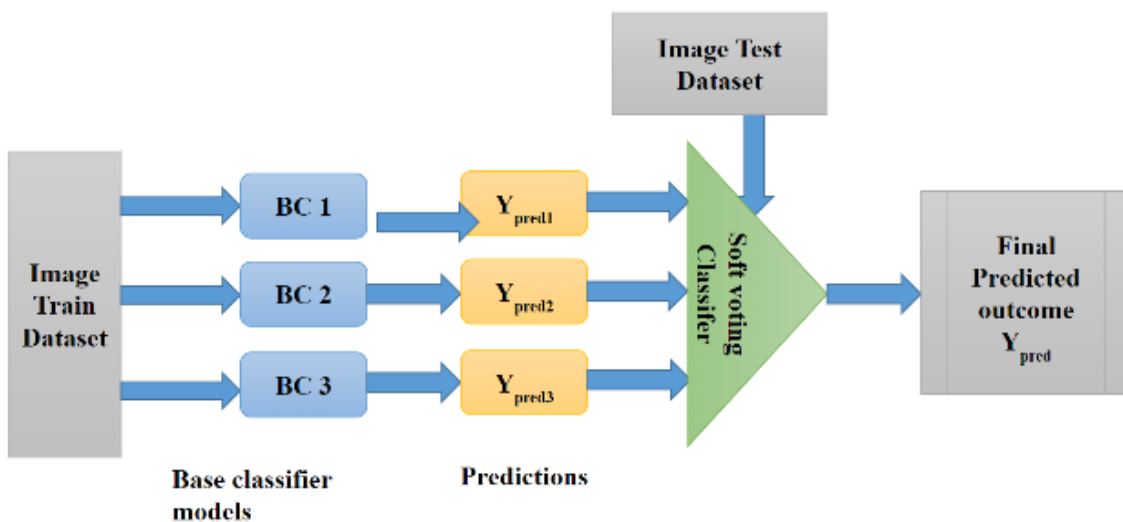 Image Test
Dataset
Image
Train
Dataset
BC 1
BC 2
BC 3
Ypred1
Ypred2
Ypred3
Soft voting
Classifer
Final
Predicted
outcome
Ypred
Base classifier
models
Predictions